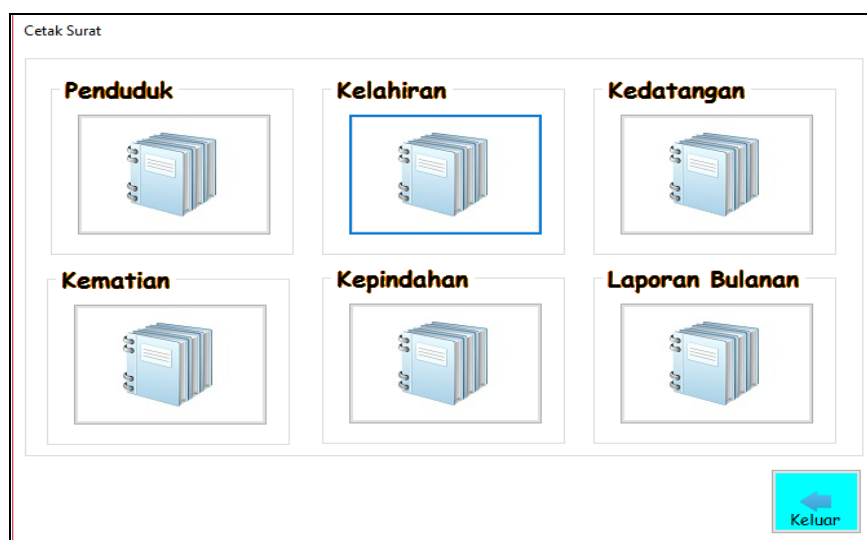 Cetak Surat
Penduduk
Kelahiran
Kedatangan
Kematian
Kepindahan
Laporan Bulanan
Keluar